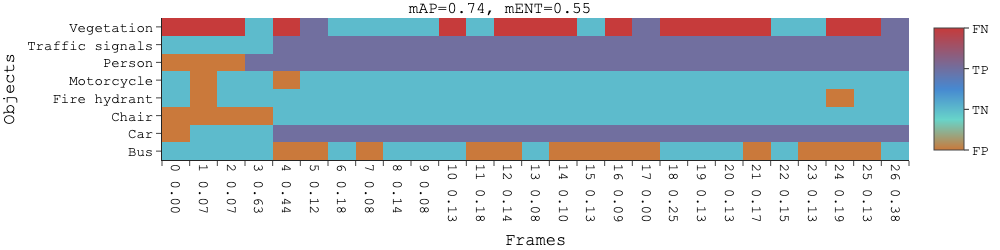 mAP=0.74, mENT=0.55
Objects
Vegetation
Traffic signals
Person
Motorcycle
Fire hydrant
Chair
Car
Bus
0 0.00
1 0.07
2 0.07
3 0.63
4 0.44
5 0.12
6 0.18
7 0.08
8 0.14
9 0.08
10 0.13
11 0.18
12 0.14
13 0.08
14 0.10
15 0.13
16 0.09
17 0.00
18 0.25
19 0.13
20 0.13
21 0.17
22 0.15
23 0.13
24 0.19
25 0.13
26 0.38
Frames
FN
TP
TN
FP